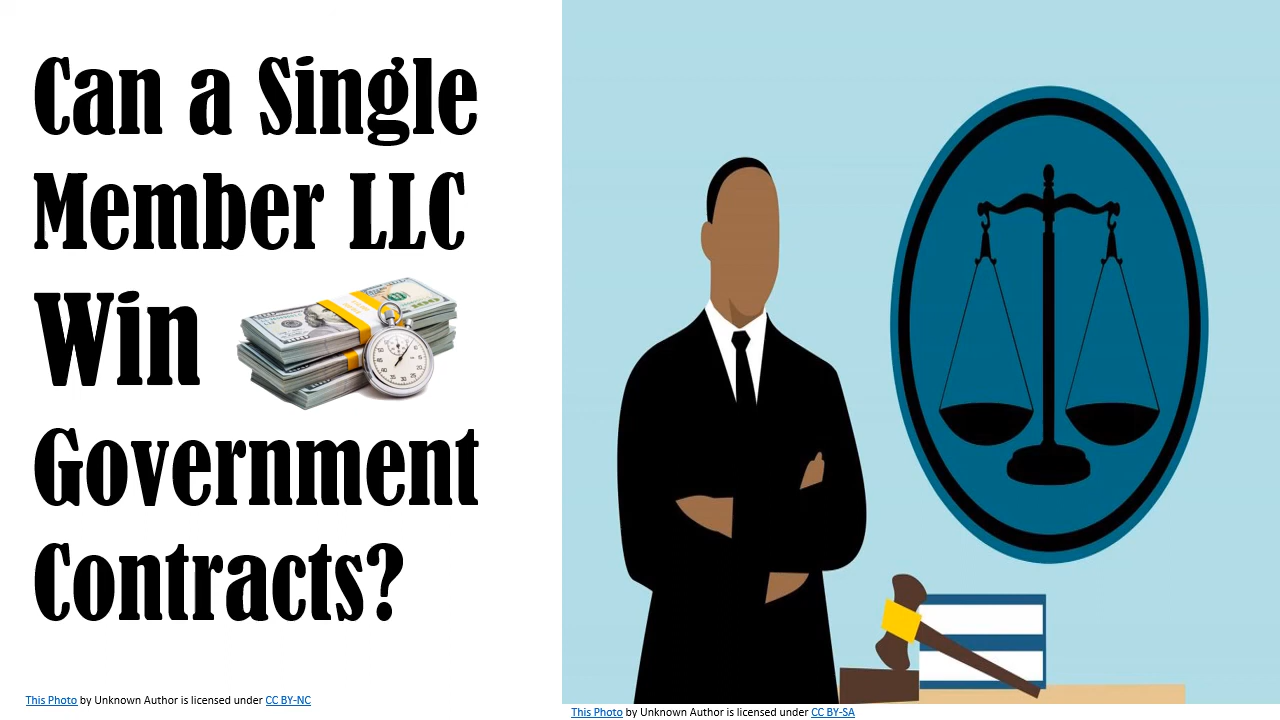 Can a Single
Member LLC
Win
Government
Contracts?
This Photo by Unknown Author is licensed under CC BY-NC
This Photo by Unknown Author is licensed under CC BY-SA